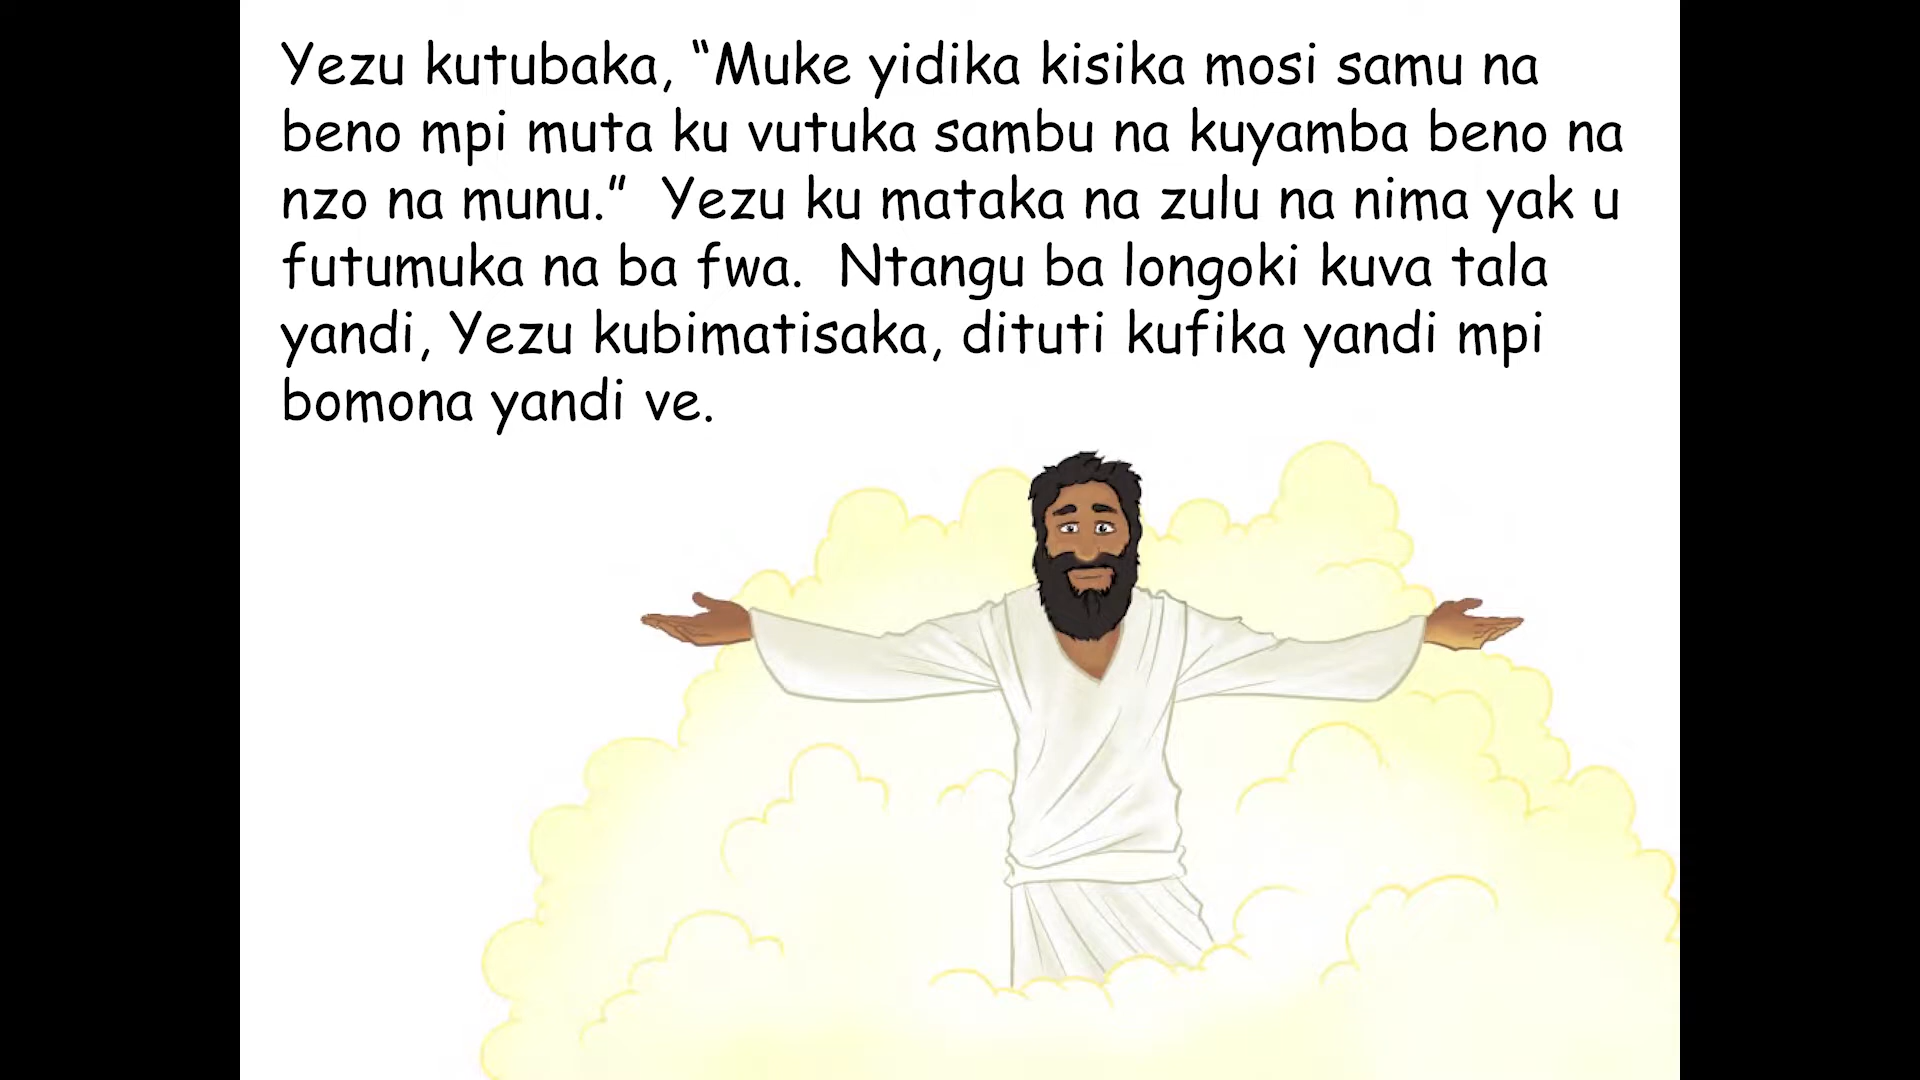 Yezu kutubaka, “Muke yidika kisika mosi samu na
beno mpi muta ku vutuka sambu na kuyamba beno na
nzo na munu.”  Yezu ku mataka na zulu na nima yak u
futumuka na ba fwa.  Ntangu ba longoki kuva tala
yandi, Yezu kubimatisaka, dituti kufika yandi mpi
bomona yandi ve.